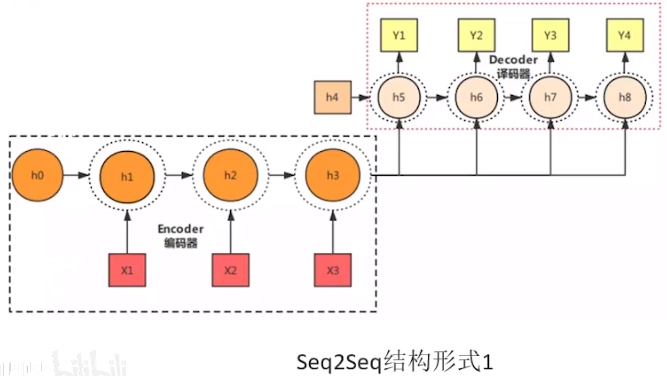 Y1 Y2 Y3 Y4
Decoder
译码器
h4 h5 h6 h7 h8
h0 h1 h2 h3
Encoder
编码器
X1 X2 X3
bilibili
Seq2Seq结构形式1